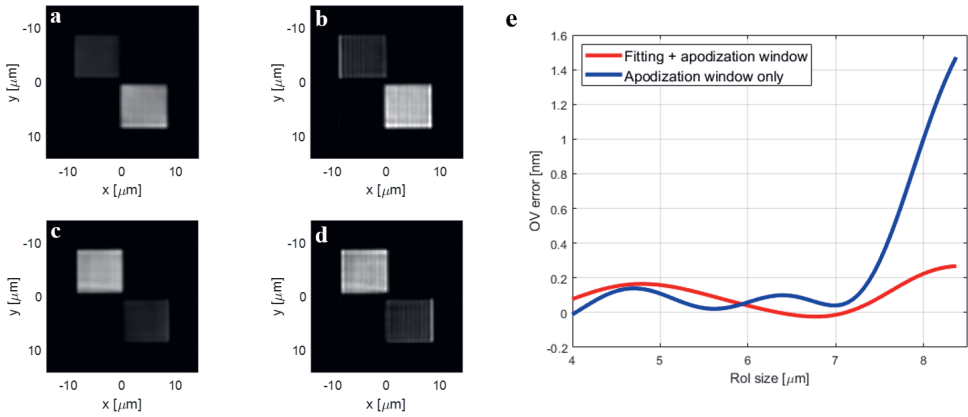 a
-10
0
10
y [μm]
-10 0 10
x [μm]
b
-10
0
10
y [μm]
-10 0 10
x [μm]
c
-10
0
10
y [μm]
-10 0 10
x [μm]
d
-10
0
10
y [μm]
-10 0 10
x [μm]
e
1.6
1.4
1.2
1
0.8
0.6
0.4
0.2
0
-0.2
OV error [nm]
Fitting + apodization window
Apodization window only
4 5 6 7 8
RoI size [μm]